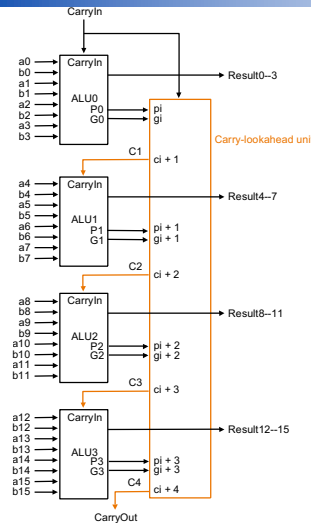 CarryIn
a0 CarryIn
b0
a1 Result0--3
b1
a2 ALU0
b2 P0 pi
a3 G0 gi
b3
Carry-lookahead uni
C1 ci + 1
a4 CarryIn
b4
a5 Result4--7
b5
a6 ALU1
b6 P1 pi + 1
a7 G1 gi + 1
b7
C2 ci + 2
a8 CarryIn
b8
a9 Result8--11
b9
a10 ALU2
b10 P2 pi + 2
a11 G2 gi + 2
b11
C3 ci + 3
a12 CarryIn
b12
a13 Result12--15
b13
a14 ALU3
b14 P3 pi + 3
a15 G3 gi + 3
b15 C4 ci + 4
CarryOut